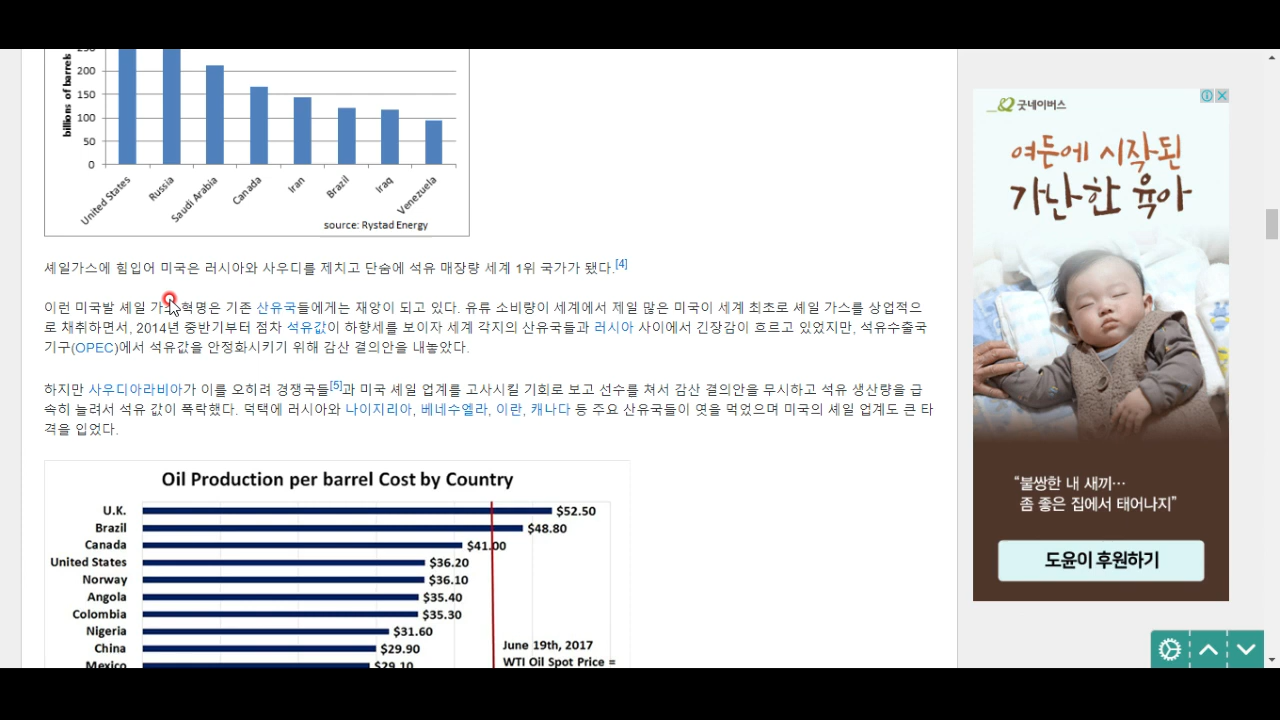 billions of barrels
250
200
150
100
50
0
United States
Russia
Saudi Arabia
Canada
Iran
Brazil
Iraq
Venezuela
source: Rystad Energy
셰일가스에 힘입어 미국은 러시아와 사우디를 제치고 단숨에 석유 매장량 세계 1위 국가가 됐다.[4]
이런 미국발 셰일 가스 혁명은 기존 산유국들에게는 재앙이 되고 있다. 유류 소비량이 세계에서 제일 많은 미국이 세계 최초로 셰일 가스를 상업적으
로 채취하면서, 2014년 중반기부터 점차 석유값이 하향세를 보이자 세계 각지의 산유국들과 러시아 사이에서 긴장감이 흐르고 있었지만, 석유수출국
기구(OPEC)에서 석유값을 안정화시키기 위해 감산 결의안을 내놓았다.
하지만 사우디아라비아가 이를 오히려 경쟁국들[5]과 미국 셰일 업계를 고사시킬 기회로 보고 선수를 쳐서 감산 결의안을 무시하고 석유 생산량을 급
속히 늘려서 석유 값이 폭락했다. 덕택에 러시아와 나이지리아, 베네수엘라, 이란, 캐나다 등 주요 산유국들이 엿을 먹었으며 미국의 셰일 업계도 큰 타
격을 입었다.
Oil Production per barrel Cost by Country
U.K. $52.50
Brazil $48.80
Canada $41.00
United States $36.20
Norway $36.10
Angola $35.40
Colombia $35.30
Nigeria $31.60
China $29.90
Mexico $29.10
June 19th, 2017
WTI Oil Spot Price =
굿네이버스
여든에 시작된
가난한 육아
“불쌍한 내 새끼…
좀 좋은 집에서 태어나지”
도윤이 후원하기